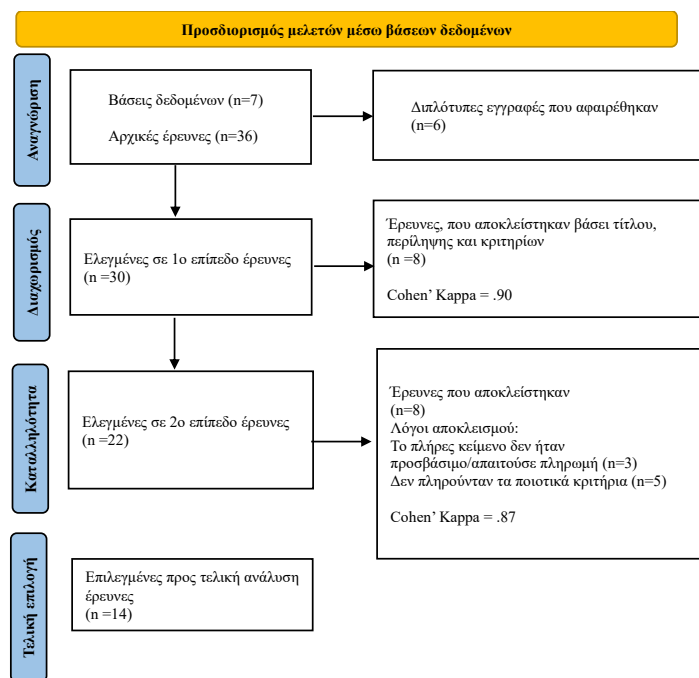 Προσδιορισμός μελετών μέσω βάσεων δεδομένων
Αναγνώριση
Βάσεις δεδομένων (n=7)
Αρχικές έρευνες (n=36)
Διπλότυπες εγγραφές που αφαιρέθηκαν
(n=6)
Διαχωρισμός
Ελεγμένες σε 1ο επίπεδο έρευνες
(n =30)
Έρευνες, που αποκλείστηκαν βάσει τίτλου,
περίληψης και κριτηρίων
(n =8)
Cohen’ Kappa = .90
Καταλληλότητα
Ελεγμένες σε 2ο επίπεδο έρευνες
(n =22)
Έρευνες που αποκλείστηκαν
(n=8)
Λόγοι αποκλεισμού:
Το πλήρες κείμενο δεν ήταν
προσβάσιμο/απαιτούσε πληρωμή (n=3)
Δεν πληρούνταν τα ποιοτικά κριτήρια (n=5)
Cohen’ Kappa = .87
Τελική επιλογή
Επιλεγμένες προς τελική ανάλυση
έρευνες
(n =14)